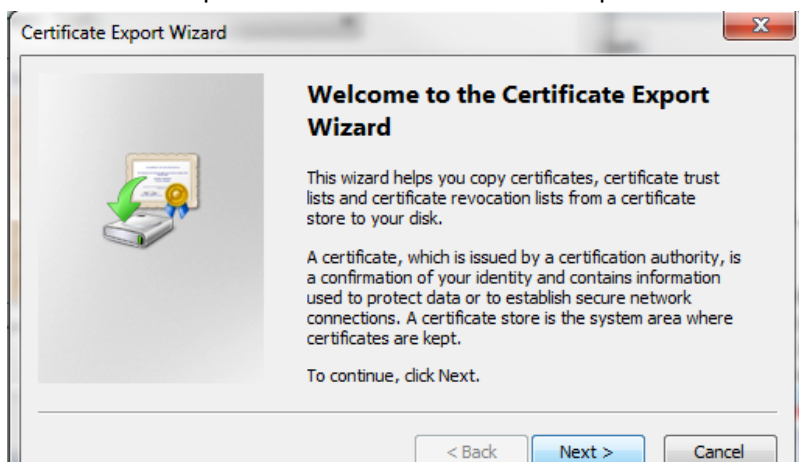 Certificate Export Wizard
Welcome to the Certificate Export
Wizard
This wizard helps you copy certificates, certificate trust
lists and certificate revocation lists from a certificate
store to your disk.
A certificate, which is issued by a certification authority, is
a confirmation of your identity and contains information
used to protect data or to establish secure network
connections. A certificate store is the system area where
certificates are kept.
To continue, click Next.
< Back Next > Cancel